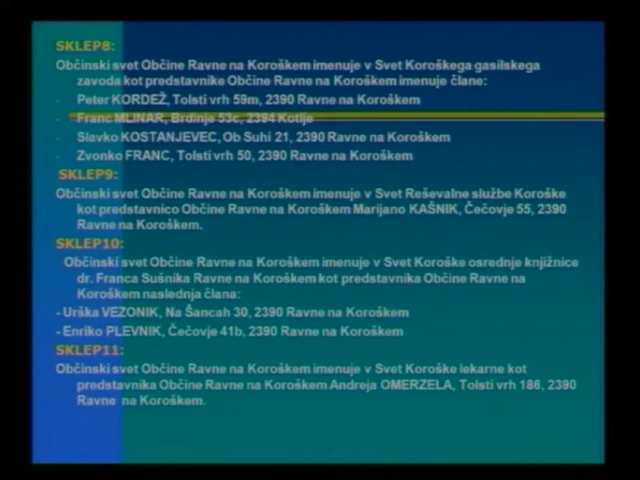 SKLEP8:
Občinski svet Občine Ravne na Koroškem imenuje v Svet Koroškega gasilskega
zavoda kot predstavnike Občine Ravne na Koroškem imenuje člane:
- Peter KORDEŽ, Tolsti vrh 59m, 2390 Ravne na Koroškem
- Franc MLINAR, Brdinje 53c, 2394 Kotlje
- Slavko KOSTANJEVEC, Ob Suhi 21, 2390 Ravne na Koroškem
- Zvonko FRANC, Tolsti vrh 50, 2390 Ravne na Koroškem
SKLEP9:
Občinski svet Občine Ravne na Koroškem imenuje v Svet Reševalne službe Koroške
kot predstavnico Občine Ravne na Koroškem Marijano KAŠNIK, Čečovje 55, 2390
Ravne na Koroškem.
SKLEP10:
Občinski svet Občine Ravne na Koroškem imenuje v Svet Koroške osrednje knjižnice
dr. Franca Sušnika Ravne na Koroškem kot predstavnika Občine Ravne na
Koroškem naslednja člana:
- Urška VEZONIK, Na Šancah 30, 2390 Ravne na Koroškem
- Enriko PLEVNIK, Čečovje 41b, 2390 Ravne na Koroškem
SKLEP11:
Občinski svet Občine Ravne na Koroškem imenuje v Svet Koroške lekarne kot
predstavnika Občine Ravne na Koroškem Andreja OMERZELA, Tolsti vrh 186, 2390
Ravne na Koroškem.